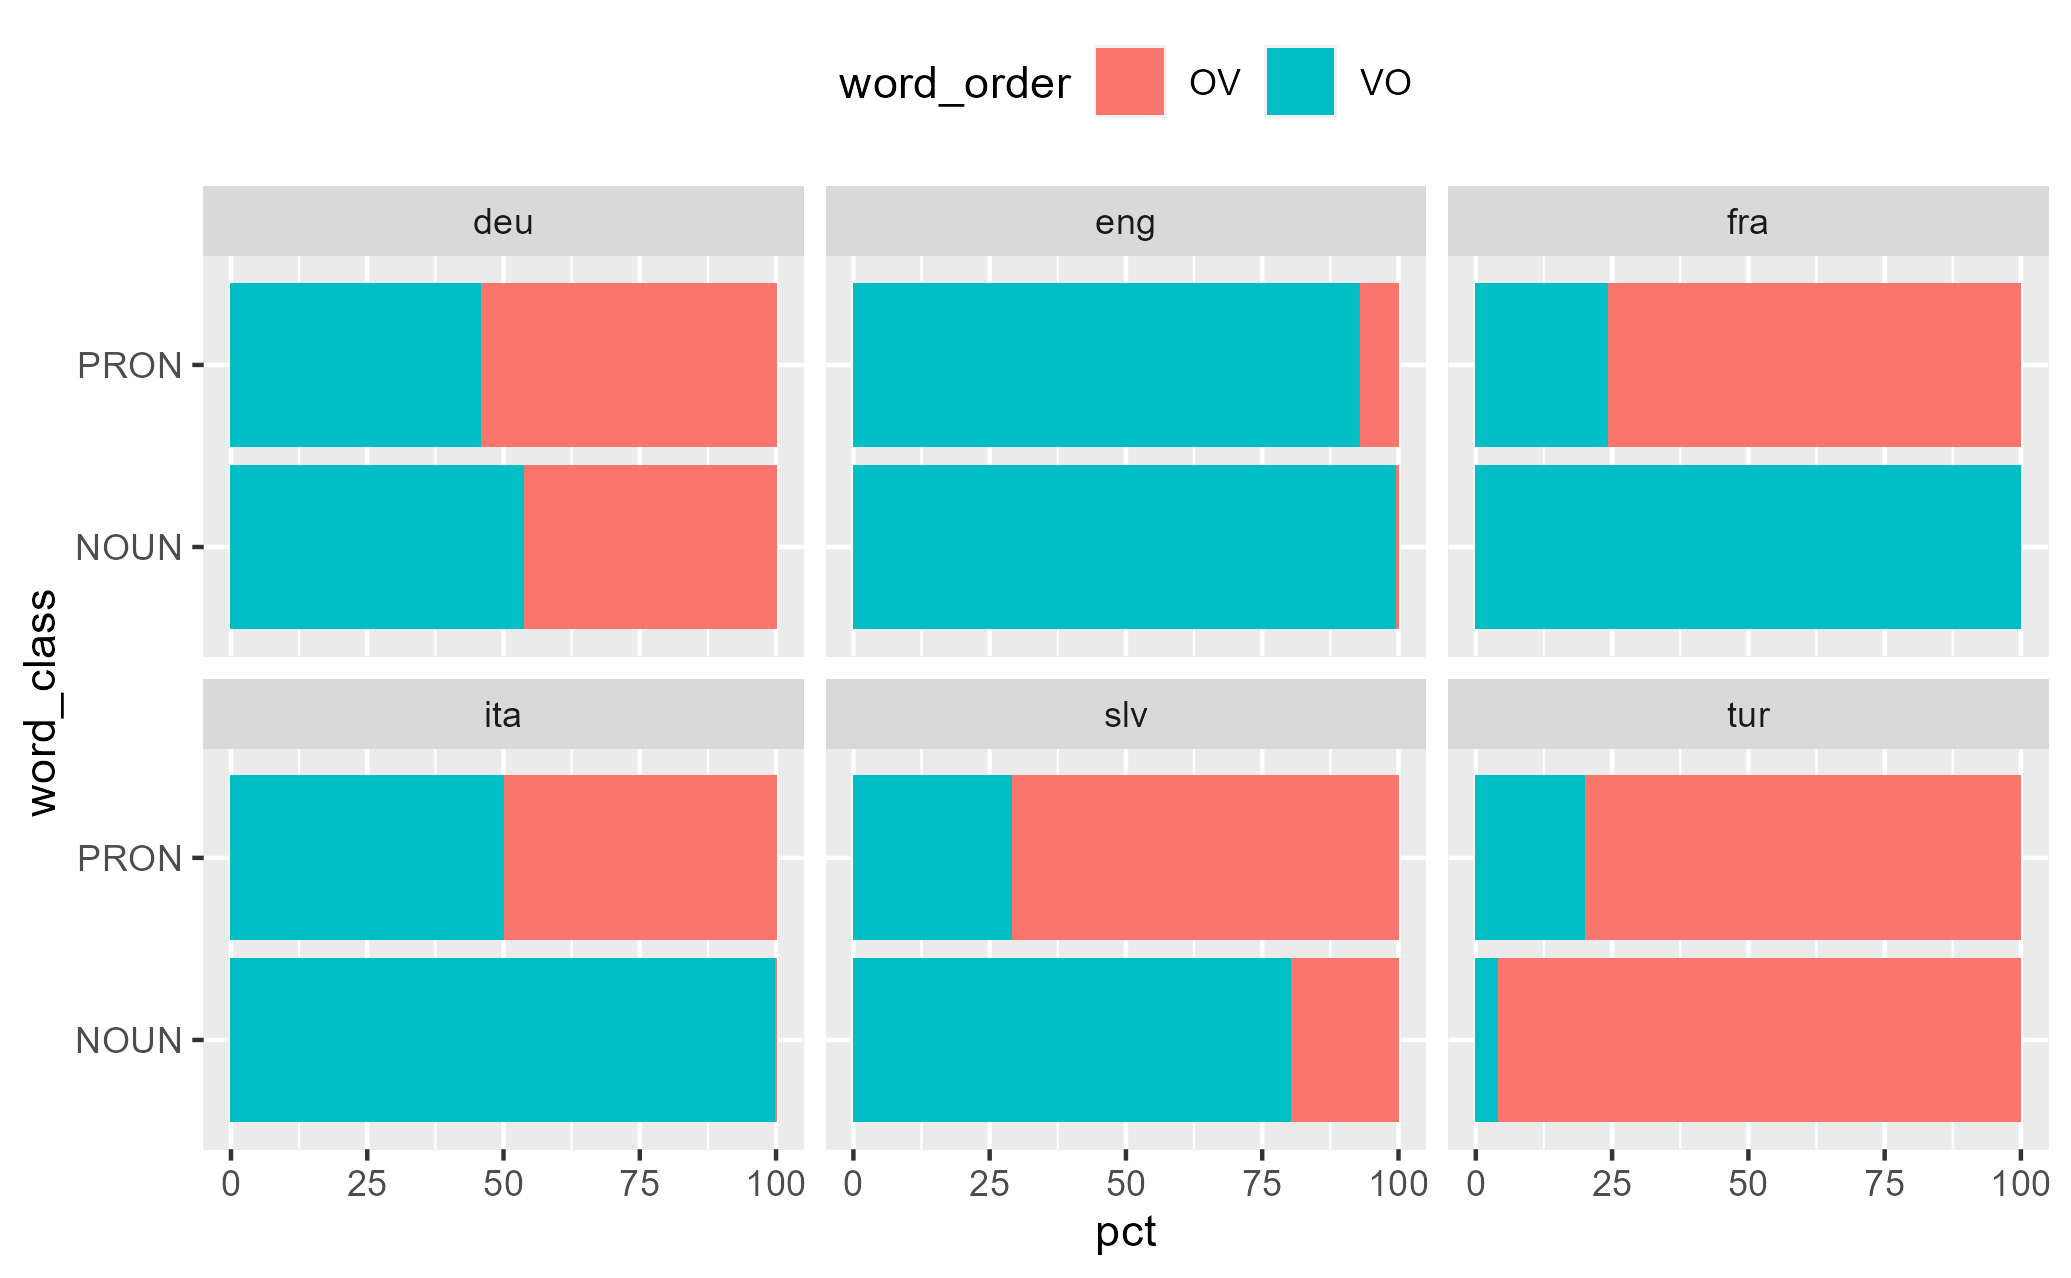 word_order OV VO
deu eng fra
PRON
NOUN
word_class
ita slv tur
PRON
NOUN
0 25 50 75 100 0 25 50 75 100 0 25 50 75 100
pct